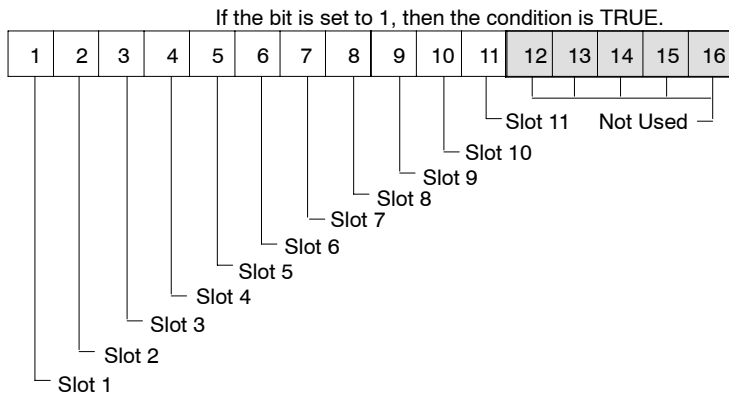 If the bit is set to 1, then the condition is TRUE.
1 2 3 4 5 6 7 8 9 10 11 12 13 14 15 16
Slot 11 Not Used
Slot 10
Slot 9
Slot 8
Slot 7
Slot 6
Slot 5
Slot 4
Slot 3
Slot 2
Slot 1